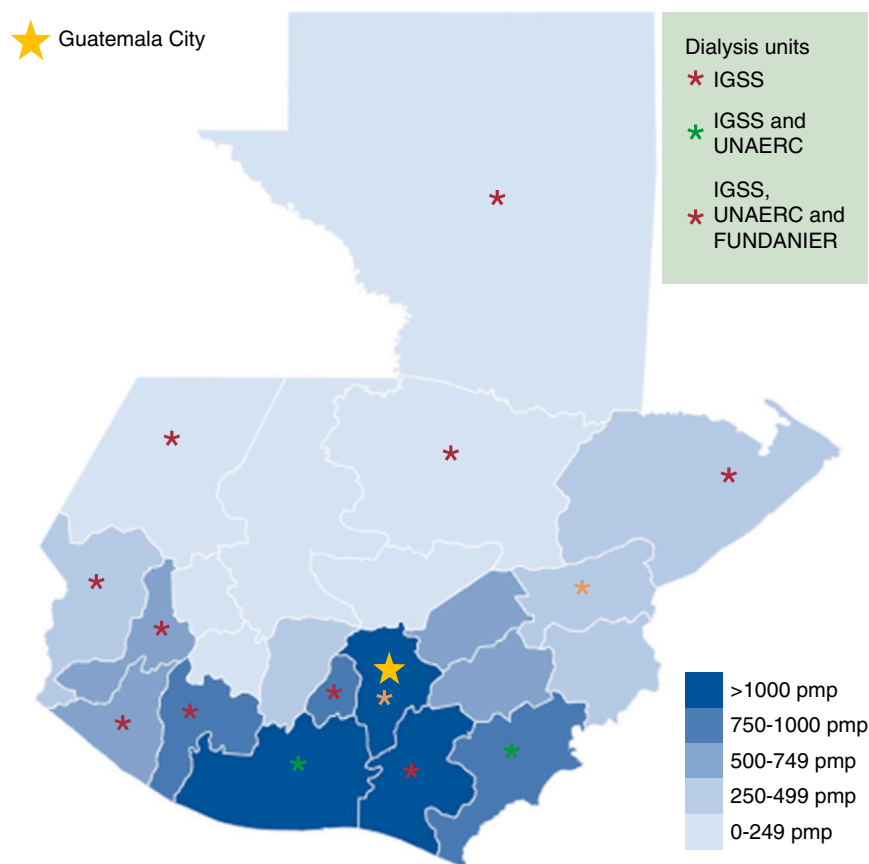 Guatemala City
Dialysis units
IGSS
IGSS and
UNAERC
IGSS,
UNAERC and
FUNDANIER
>1000 pmp
750-1000 pmp
500-749 pmp
250-499 pmp
0-249 pmp